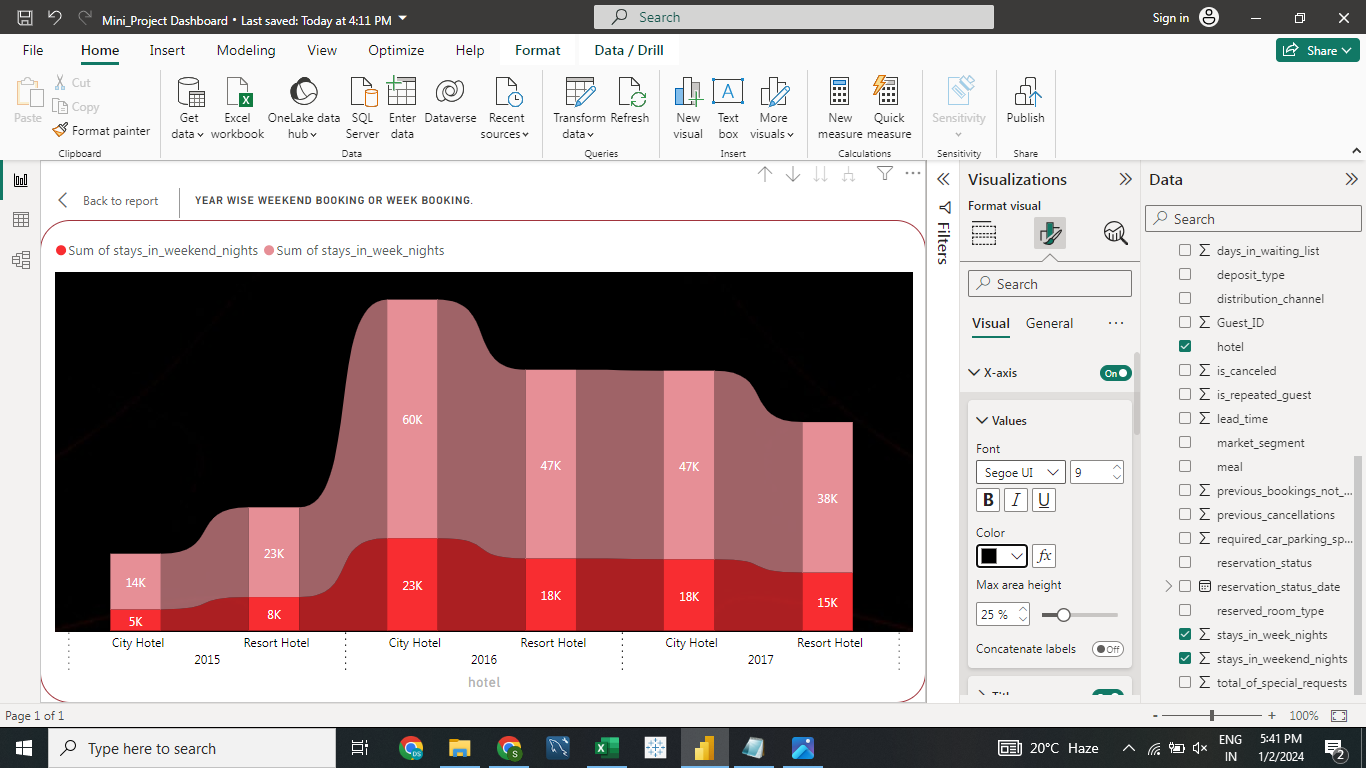 Mini_Project Dashboard • Last saved: Today at 4:11 PM
Search
Sign in
File Home Insert Modeling View Optimize Help Format Data / Drill
Share
Paste
Cut
Copy
Format painter
Clipboard
Get data
Excel workbook
OneLake data hub
SQL Server
Enter data
Dataverse
Recent sources
Data
Transform data
Refresh
Queries
New visual
Text box
More visuals
Insert
New measure
Quick measure
Calculations
Sensitivity
Sensitivity
Publish
Share
Back to report
YEAR WISE WEEKEND BOOKING OR WEEK BOOKING.
Sum of stays_in_weekend_nights Sum of stays_in_week_nights
60K
47K
47K
38K
23K
14K
23K
18K
18K
15K
8K
5K
City Hotel Resort Hotel City Hotel Resort Hotel City Hotel Resort Hotel
2015 2016 2017
hotel
Filters
Visualizations
Format visual
Search
Visual General
X-axis
On
Values
Font
Segoe UI 9
B I U
Color
fx
Max area height
25 %
Concatenate labels Off
Data
Search
days_in_waiting_list
deposit_type
distribution_channel
Guest_ID
hotel
is_canceled
is_repeated_guest
lead_time
market_segment
meal
previous_bookings_not_...
previous_cancellations
required_car_parking_sp...
reservation_status
reservation_status_date
reserved_room_type
stays_in_week_nights
stays_in_weekend_nights
total_of_special_requests
Page 1 of 1
- + 100%
Type here to search
20°C Haze
ENG
IN
5:41 PM
1/2/2024
2